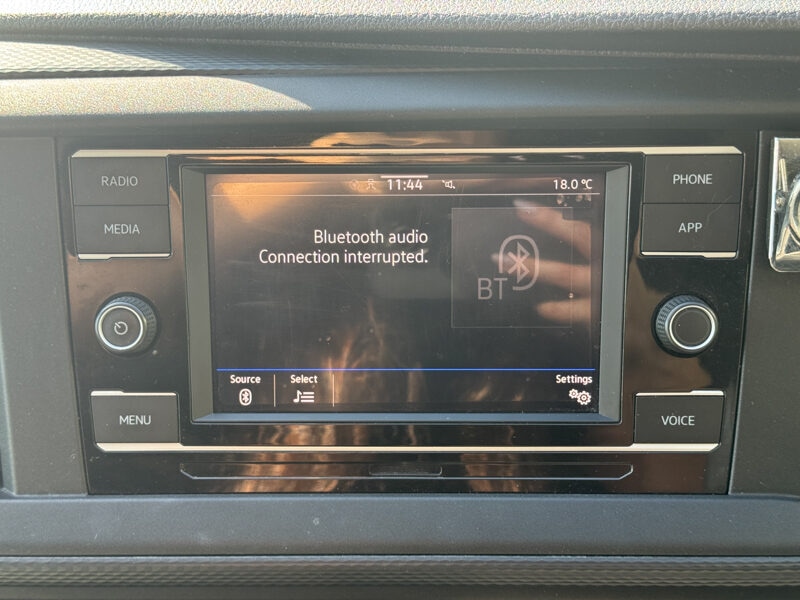 RADIO
MEDIA
11:44
18.0 °C
Bluetooth audio
Connection interrupted.
BT
Source
Select
Settings
PHONE
APP
MENU
VOICE